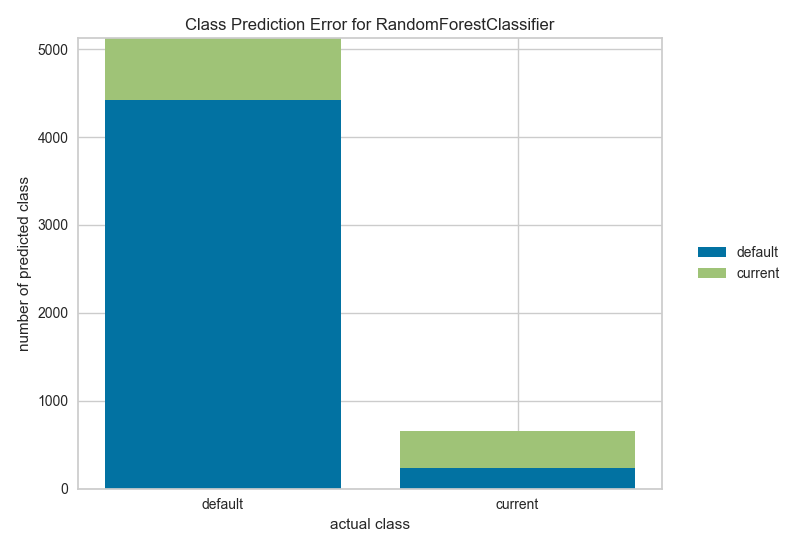 Class Prediction Error for RandomForestClassifier
5000
4000
3000
2000
1000
0
number of predicted class
default
current
actual class
default
current